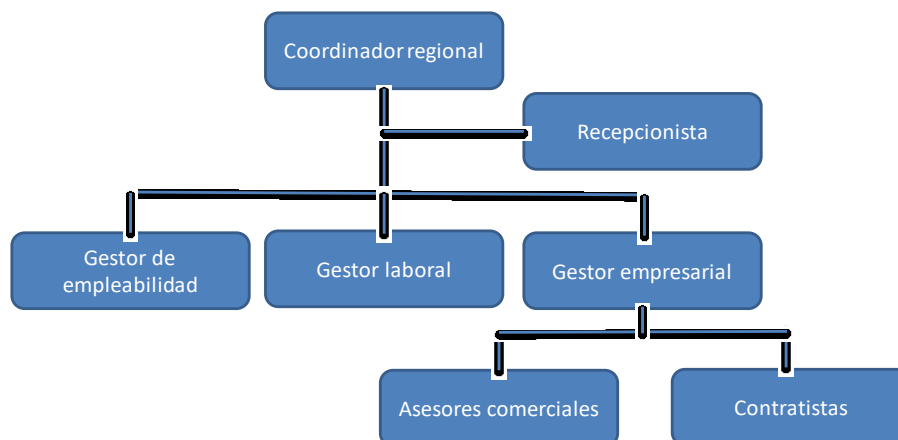 Coordinador regional
Recepcionista
Gestor de
empleabilidad
Gestor laboral
Gestor empresarial
Asesores comerciales
Contratistas